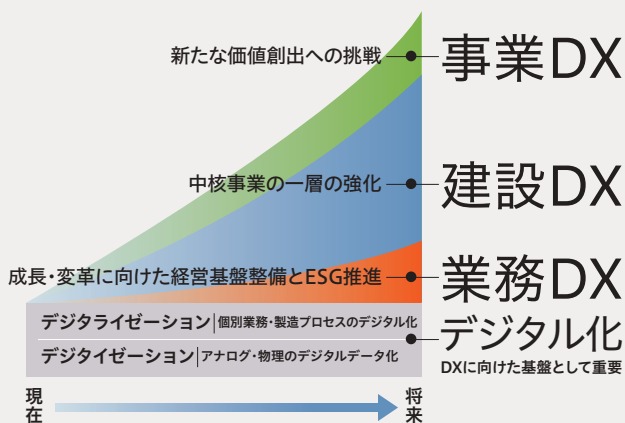 新たな価値創出への挑戦
事業DX
中核事業の一層の強化
建設DX
成長・変革に向けた経営基盤整備とESG推進
業務DX
デジタライゼーション|個別業務・製造プロセスのデジタル化
デジタイゼーション|アナログ・物理のデジタルデータ化
デジタル化
DXに向けた基盤として重要
現在
将来